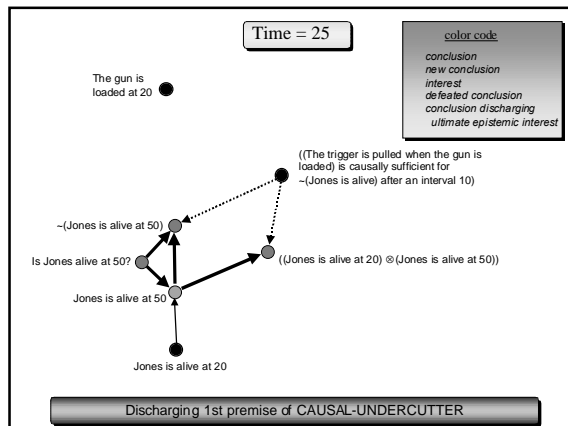 Time = 25
color code
conclusion
new conclusion
interest
defeated conclusion
conclusion discharging
ultimate epistemic interest
The gun is
loaded at 20
((The trigger is pulled when the gun is
loaded) is causally sufficient for
~(Jones is alive) after an interval 10)
~(Jones is alive at 50)
Is Jones alive at 50?
((Jones is alive at 20) ⊗(Jones is alive at 50))
Jones is alive at 50
Jones is alive at 20
Discharging 1st premise of CAUSAL-UNDERCUTTER